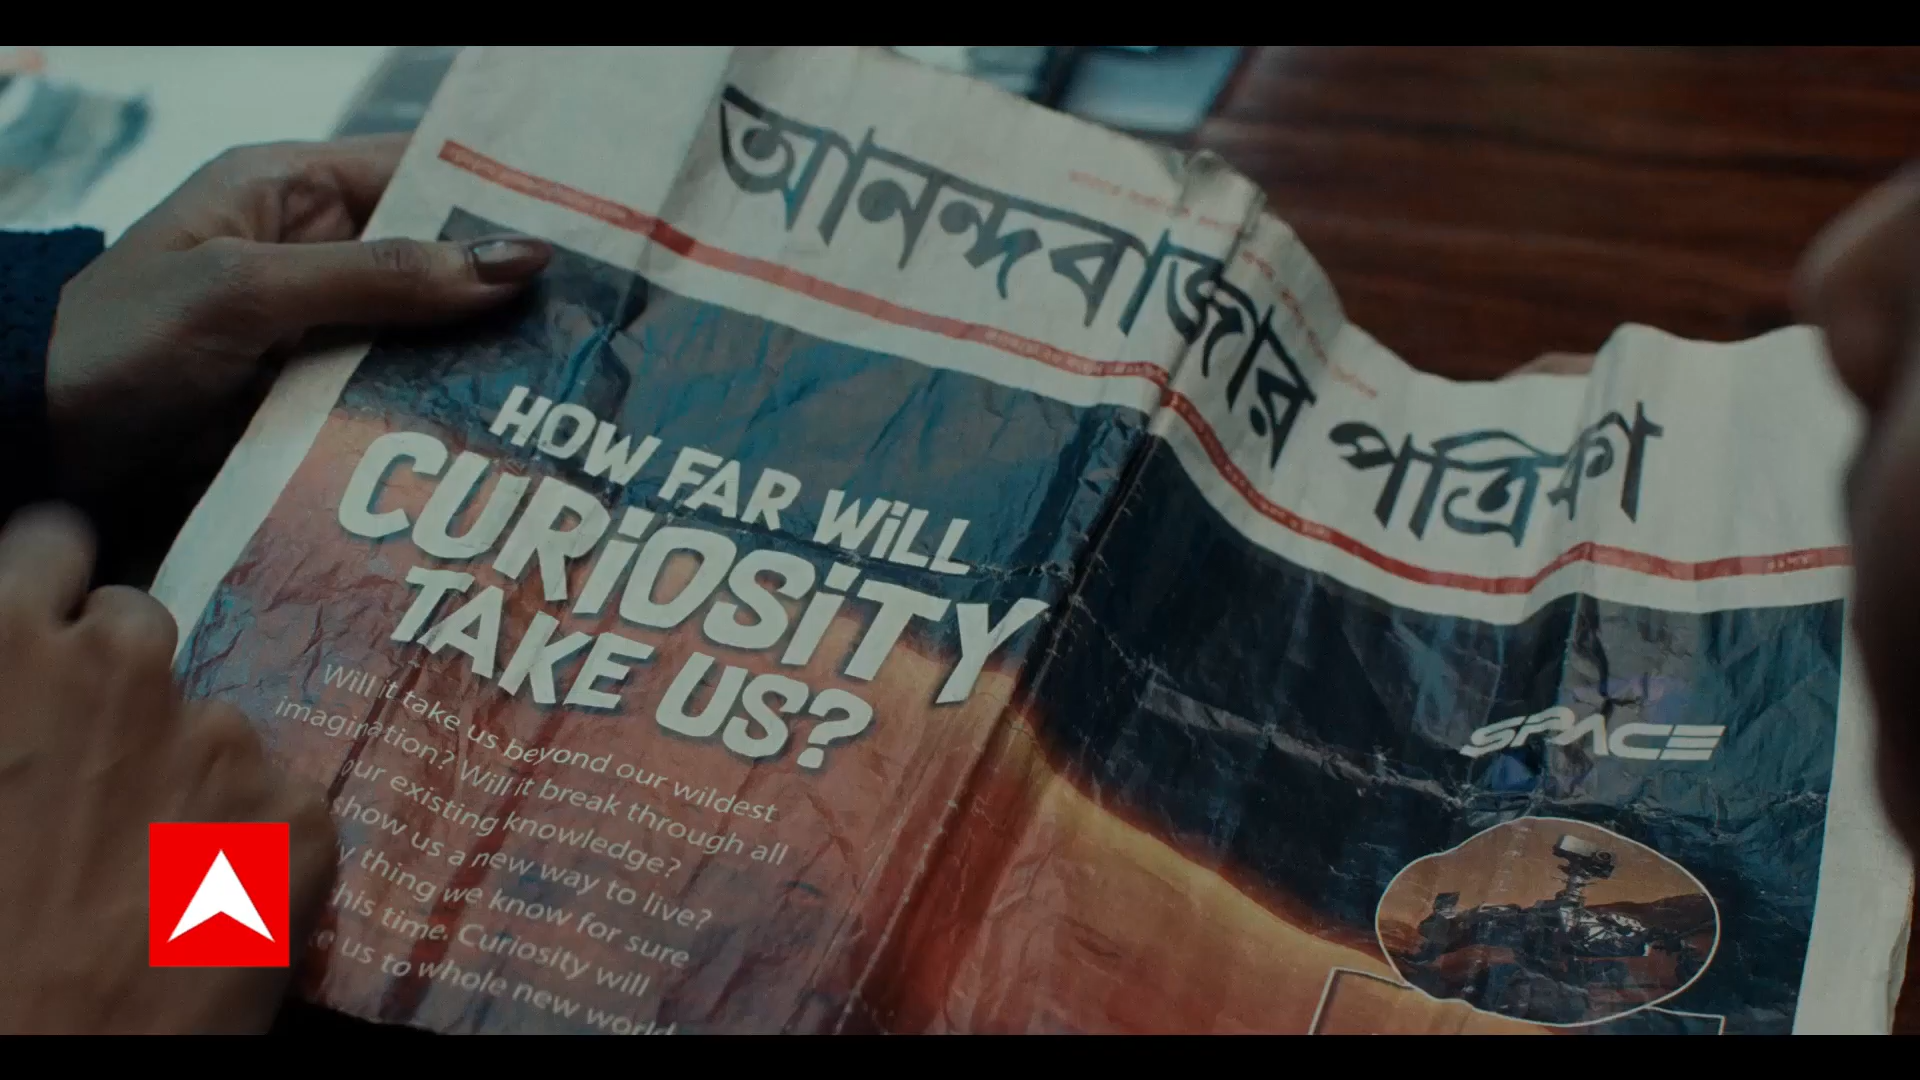 আনন্দবাজার পত্রিকা
HOW FAR WiLL
CURiOSiTY
TAKE US?
Will it take us beyond our wildest
imagination? Will it break through all
our existing knowledge?
show us a new way to live?
thing we know for sure
his time. Curiosity will
us to whole new world
SPACE